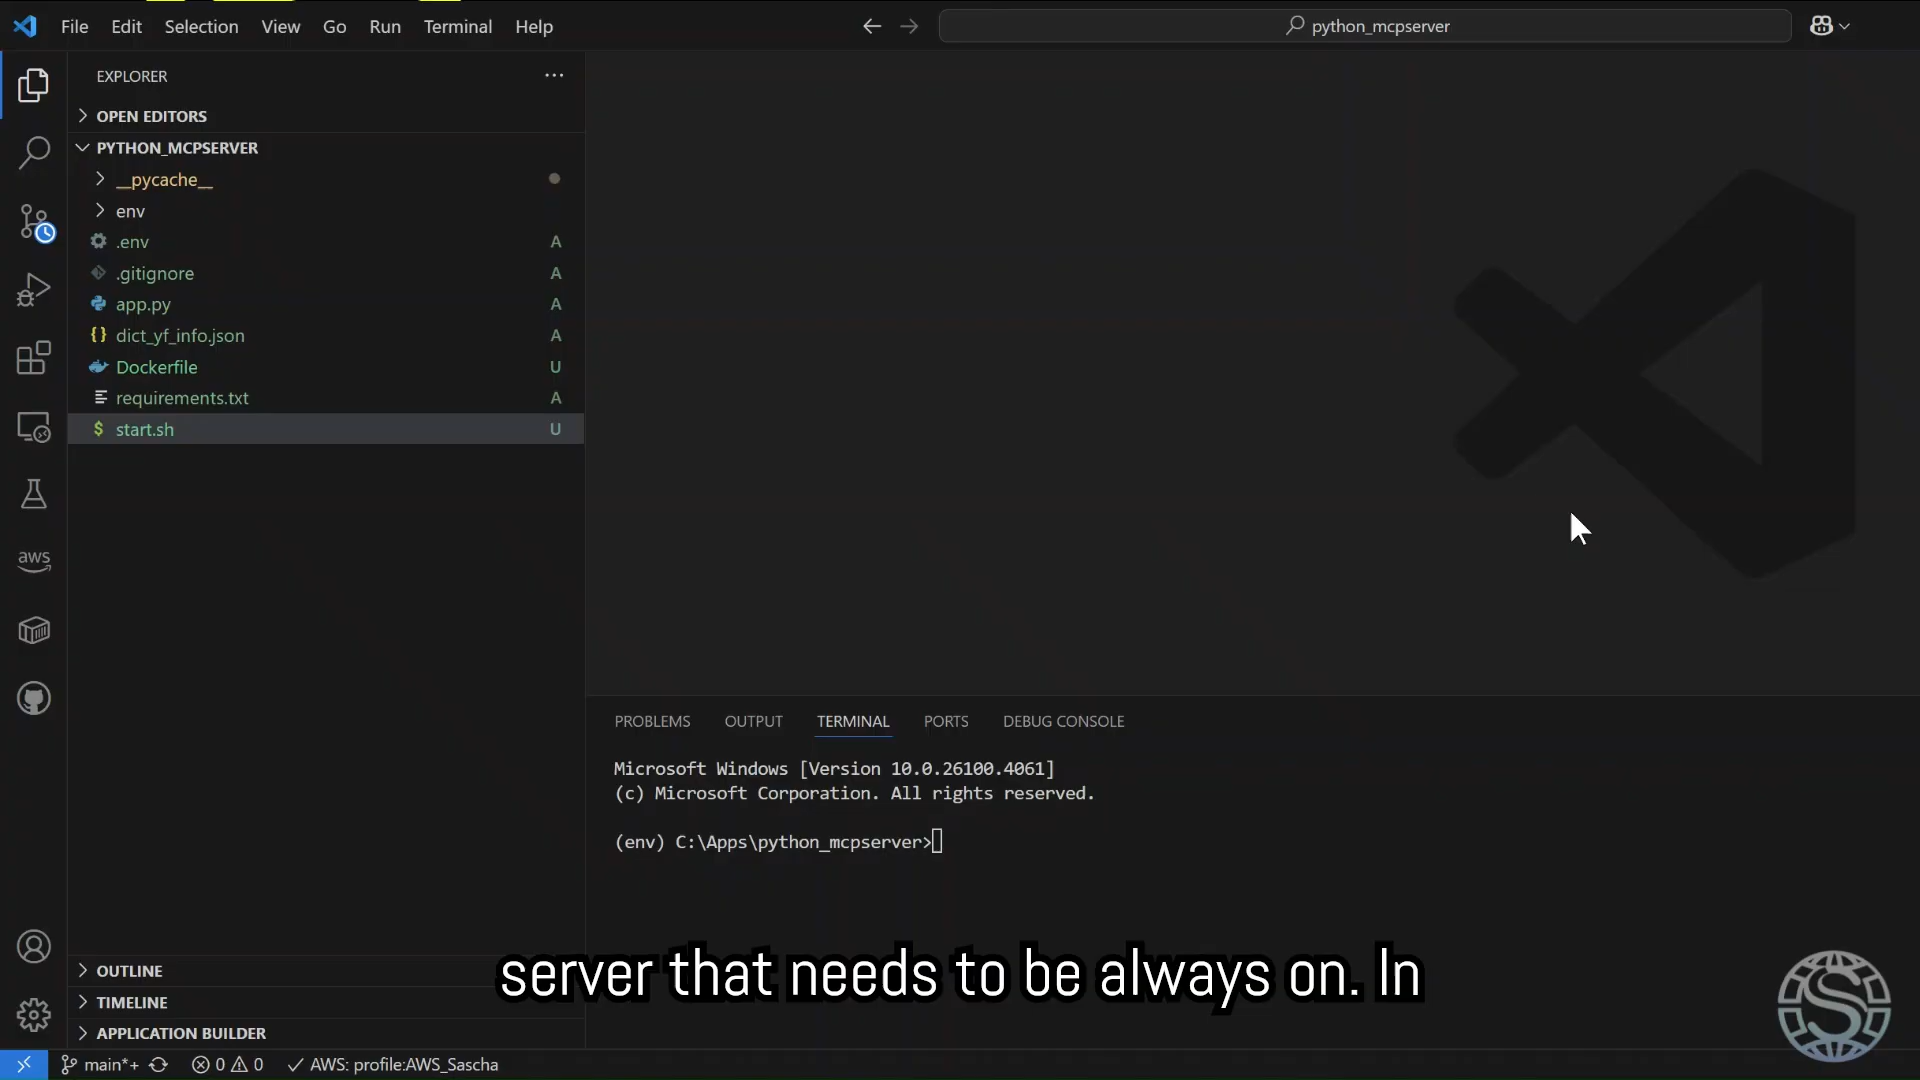 File Edit Selection View Go Run Terminal Help
python_mcpserver
EXPLORER
OPEN EDITORS
PYTHON_MCPSERVER
__pycache__
env
.env A
.gitignore A
app.py A
{} dict_yf_info.json A
Dockerfile U
requirements.txt A
$ start.sh U
aws
PROBLEMS OUTPUT TERMINAL PORTS DEBUG CONSOLE
Microsoft Windows [Version 10.0.26100.4061]
(c) Microsoft Corporation. All rights reserved.
(env) C:\Apps\python_mcpserver>
OUTLINE
TIMELINE
APPLICATION BUILDER
server that needs to be always on. In
S
main*+ 0 0 AWS: profile:AWS_Sascha